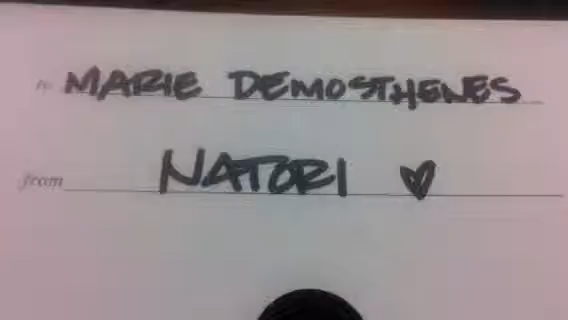 to MARIE DEMOSTHENES
from NATORI ♥